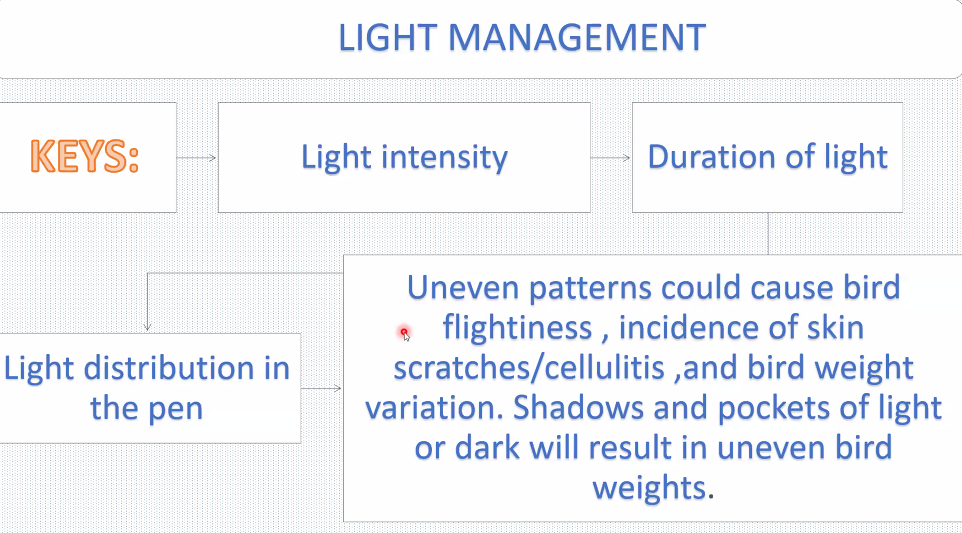 LIGHT MANAGEMENT
KEYS:
Light intensity
Duration of light
Light distribution in
the pen
Uneven patterns could cause bird
flightiness , incidence of skin
scratches/cellulitis ,and bird weight
variation. Shadows and pockets of light
or dark will result in uneven bird
weights.